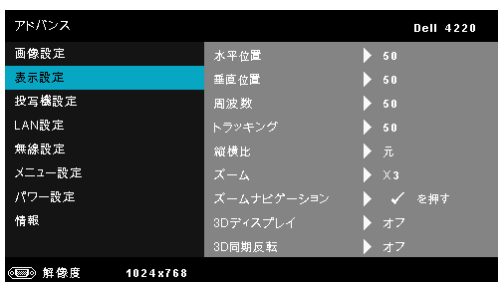 アドバンス Dell 4220
画像設定
表示設定
投写機設定
LAN設定
無線設定
メニュー設定
パワー設定
情報
水平位置 50
垂直位置 50
周波数 50
トラッキング 50
縦横比 元
ズーム X3
ズームナビゲーション ✓ を押す
3Dディスプレイ オフ
3D同期反転 オフ
解像度 1024x768